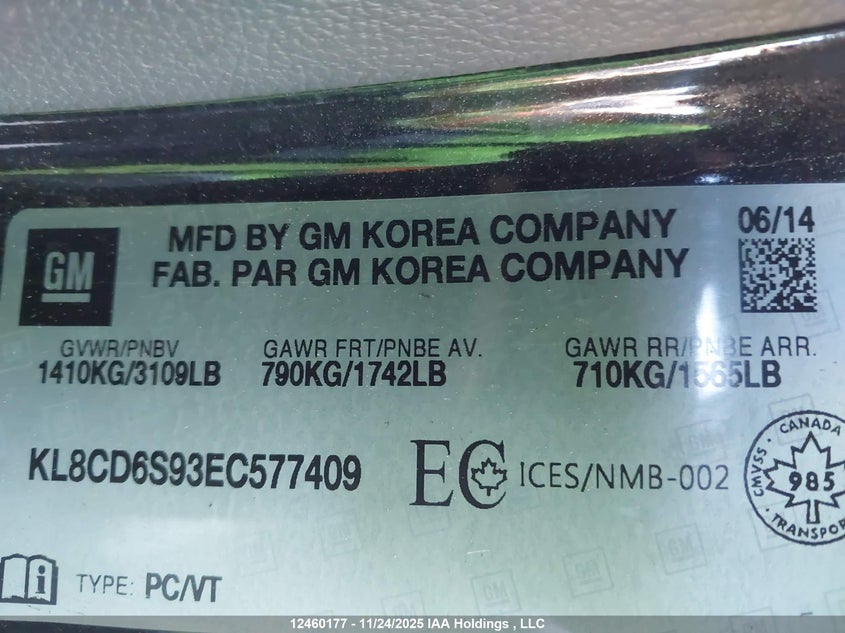 MFD BY GM KOREA COMPANY
06/14
GM
FAB. PAR GM KOREA COMPANY
GVWR/PNBV
GAWR FRT/PNBE AV.
GAWR RR/PNBE ARR.
1410KG/3109LB
790KG/1742LB
710KG/1565LB
KL8CD6S93EC577409
EC ICES/NMB-002
CANADA
CMVSS
985
TRANSPORT
i TYPE: PC/VT
GM
12460177 - 11/24/2025 IAA Holdings , LLC